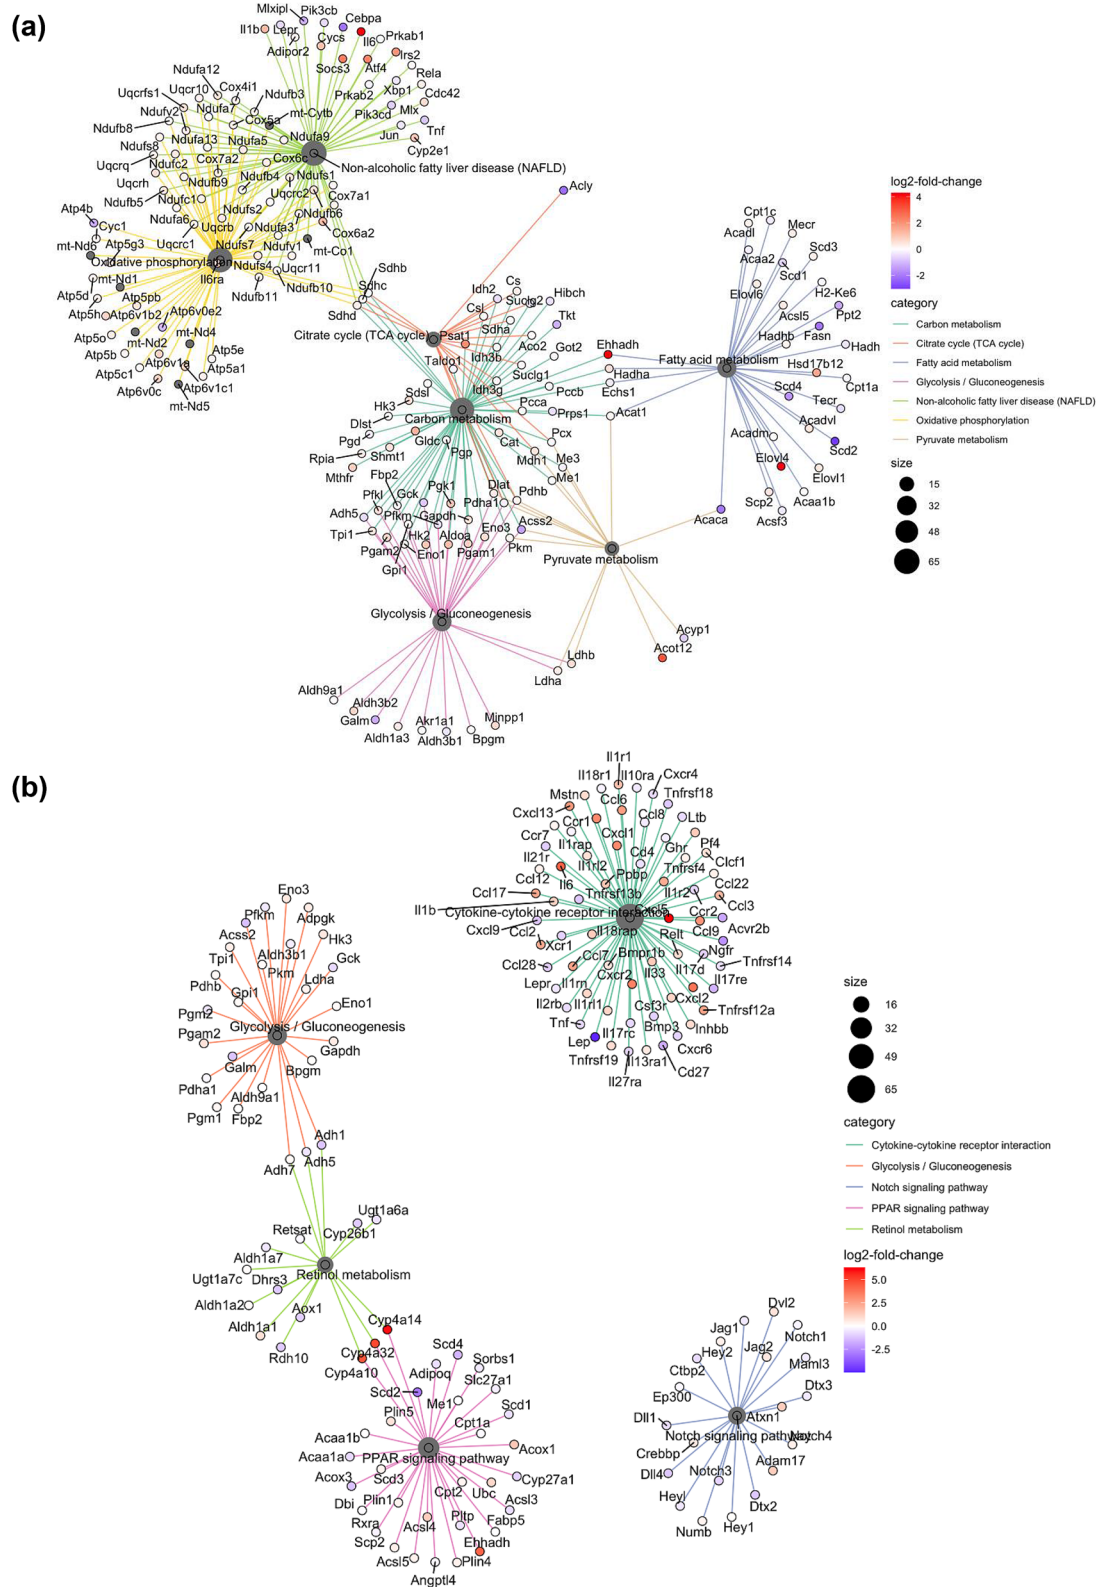 (a)
Mlxipl
Pik3cb
Cebpa
Il1b
Lepr
Cycs
Il6
Prkab1
Adipor2
Irs2
Socs3
Atf4
Rela
Ndufa12
Prkab2
Xbp1
Cdc42
Uqcr10
Cox4i1
Ndufb3
Uqcrfs1
Ndufa7
mt-Cytb
Pik3cd
Mlx
Ndufv2
Cox5a
Tnf
Ndufb8
Ndufa13
Ndufa5
Ndufa9
Jun
Cyp2e1
Ndufs8
Cox7a2
Cox6c
Non-alcoholic fatty liver disease (NAFLD)
Uqcrq
Ndufc2
Ndufb4
Ndufs1
Uqcrh
Ndufb9
Uqcrc2
Cox7a1
Acly
Ndufb5
Ndufc1
Ndufs2
Ndufb6
Atp4b
Ndufa6
Uqcrb
Ndufa3
Cox6a2
Cyc1
Uqcrc1
Ndufs7
Ndufv1
mt-Co1
mt-Nd6
Atp5g3
Oxidative phosphorylation
Ndufs4
Uqcr11
Sdhb
mt-Nd1
Il6ra
Ndufb10
Sdhc
Atp5d
Atp5pb
Ndufb11
Sdhd
Atp5h
Atp6v1b2
Atp6v0e2
Atp5o
mt-Nd4
Atp5b
mt-Nd2
Atp5e
Atp5c1
Atp6v1a
Atp5a1
Atp6v0c
Atp6v1c1
mt-Nd5
Cpt1c
Acadl
Mecr
Acaa2
Scd3
Scd1
Elovl6
H2-Ke6
Acsl5
Ppt2
Hadhb
Fasn
Fatty acid metabolism
Hadh
Hsd17b12
Scd4
Cpt1a
Tecr
Acadvl
Acadm
Scd2
Elovl4
Elovl1
Scp2
Acaa1b
Acaca
Acsf3
Idh2
Cs
Hibch
Csl
Suclg2
Tkt
Sdha
Citrate cycle (TCA cycle)
Psat1
Aco2
Got2
Ehhadh
Taldo1
Idh3b
Hadha
Suclg1
Echs1
Sdsl
Idh3g
Pccb
Hk3
Pcca
Prps1
Acat1
Dlst
Carbon metabolism
Pgd
Gldc
Cat
Pcx
Rpia
Shmt1
Pgp
Mdh1
Me3
Mthfr
Fbp2
Me1
Pfkl
Gck
Pgk1
Dlat
Pdhb
Adh5
Pfkm
Gapdh
Pdha1
Acss2
Tpi1
Hk2
Aldoa
Eno3
Pgam2
Eno1
Pgam1
Pkm
Gpi1
Pyruvate metabolism
Glycolysis / Gluconeogenesis
Acyp1
Acot12
Ldhb
Ldha
Aldh9a1
Aldh3b2
Galm
Akr1a1
Minpp1
Aldh1a3
Aldh3b1
Bpgm
log2-fold-change
4
2
0
-2
category
Carbon metabolism
Citrate cycle (TCA cycle)
Fatty acid metabolism
Glycolysis / Gluconeogenesis
Non-alcoholic fatty liver disease (NAFLD)
Oxidative phosphorylation
Pyruvate metabolism
size
15
32
48
65
(b)
Il1r1
Il18r1
Il10ra
Cxcr4
Mstn
Ccl6
Tnfrsf18
Cxcl13
Ccl8
Ltb
Ccr1
Cxcl1
Ccr7
Il1rap
Ghr
Pf4
Il21r
Il1rl2
Cd4
Clcf1
Ccl12
Il6
Ppbp
Tnfrsf4
Ccl22
Ccl17
Tnfrsf13b
Il1r2
Ccl3
Il1b
Cytokine-cytokine receptor interaction
Cxcl5
Ccr2
Cxcl9
Ccl9
Acvr2b
Ccl2
Il18rap
Relt
Xcr1
Ngfr
Ccl28
Ccl7
Bmpr1b
Il17d
Tnfrsf14
Lepr
Il1rn
Cxcr2
Il33
Il17re
Il2rb
Il1rl1
Cxcl2
Csf3r
Tnfrsf12a
Tnf
Il17rc
Bmp3
Inhbb
Lep
Cxcr6
Tnfrsf19
Il13ra1
Cd27
Il27ra
Eno3
Pfkm
Adpgk
Acss2
Hk3
Tpi1
Aldh3b1
Gck
Pkm
Pdhb
Gpi1
Ldha
Pgm2
Eno1
Glycolysis / Gluconeogenesis
Pgam2
Gapdh
Galm
Bpgm
Pdha1
Aldh9a1
Pgm1
Fbp2
Adh1
Adh7
Adh5
Ugt1a6a
Retsat
Cyp26b1
Aldh1a7
Retinol metabolism
Ugt1a7c
Dhrs3
Aldh1a2
Aox1
Aldh1a1
Cyp4a14
Rdh10
Cyp4a32
Scd4
Cyp4a10
Adipoq
Sorbs1
Scd2
Slc27a1
Plin5
Me1
Scd1
Acaa1b
Cpt1a
Acox1
Acaa1a
PPAR signaling pathway
Acox3
Scd3
Cyp27a1
Dbi
Plin1
Cpt2
Ubc
Acsl3
Rxra
Acsl4
Pltp
Fabp5
Scp2
Ehhadh
Acsl5
Plin4
Angptl4
Dvl2
Jag1
Notch1
Hey2
Jag2
Ctbp2
Maml3
Ep300
Dtx3
Dll1
Atxn1
Notch signaling pathway
Notch4
Crebbp
Adam17
Dll4
Notch3
Heyl
Dtx2
Numb
Hey1
size
16
32
49
65
category
Cytokine-cytokine receptor interaction
Glycolysis / Gluconeogenesis
Notch signaling pathway
PPAR signaling pathway
Retinol metabolism
log2-fold-change
5.0
2.5
0.0
-2.5